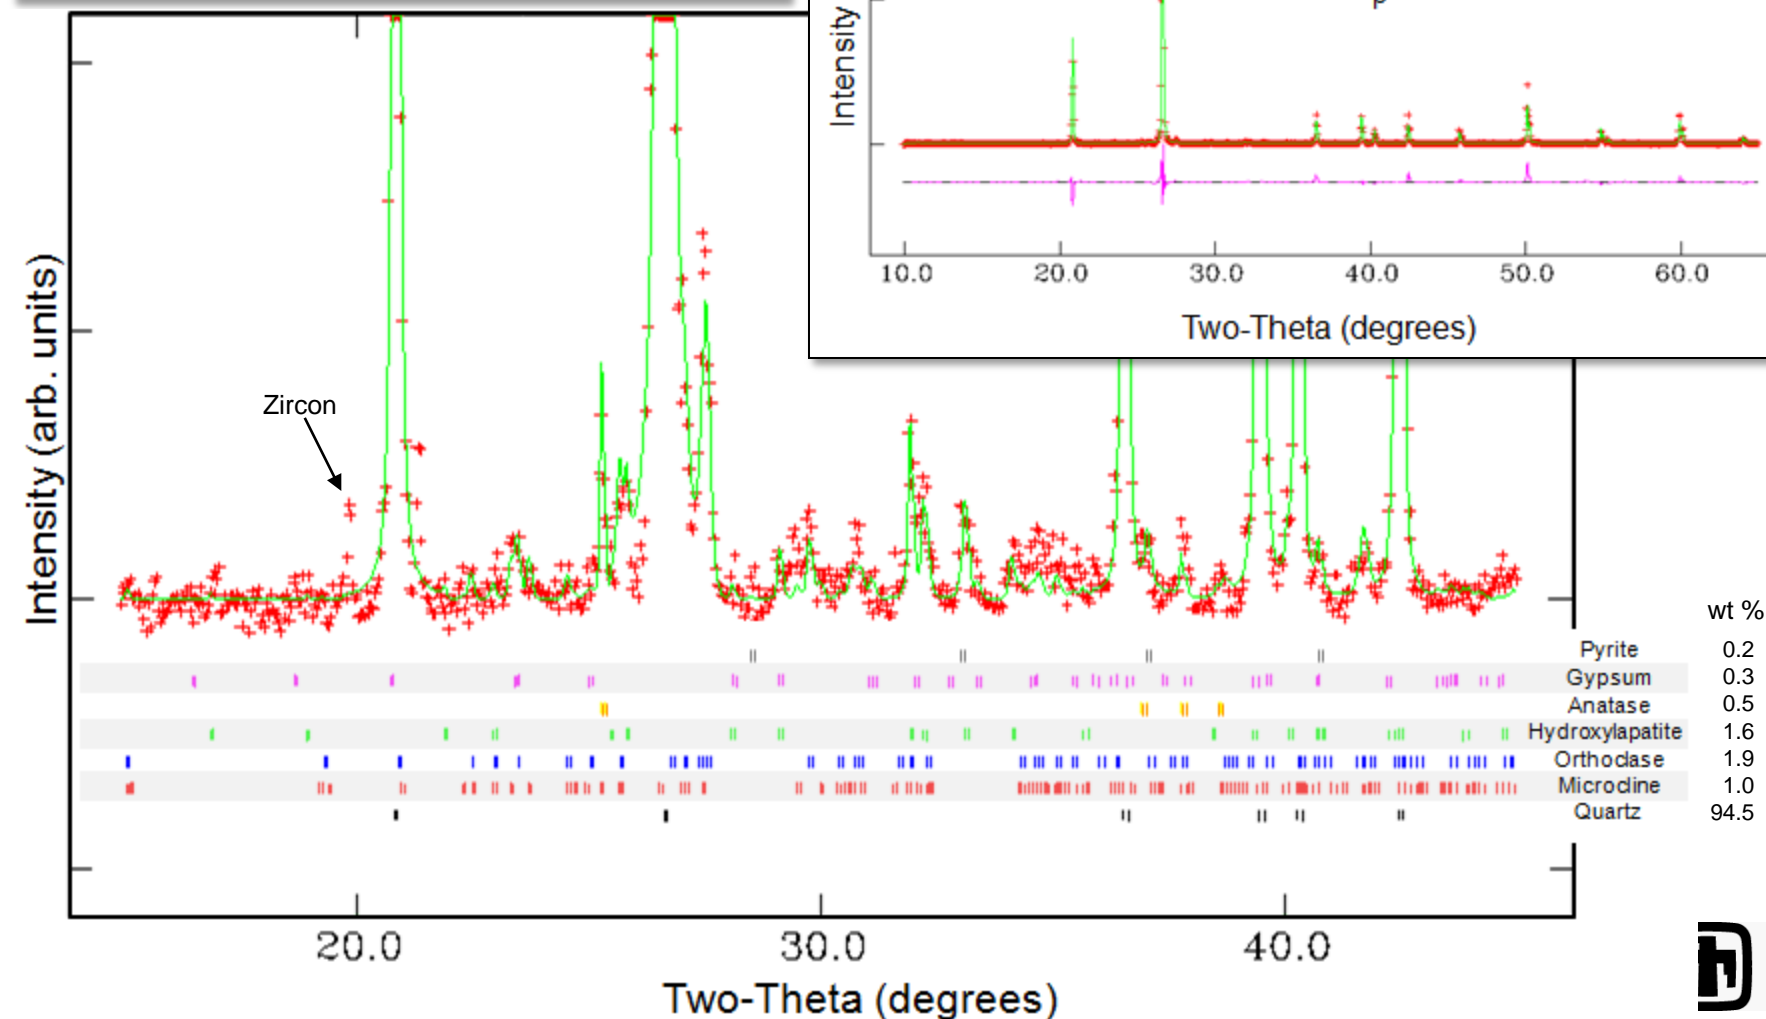 Intensity
10.0 20.0 30.0 40.0 50.0 60.0
Two-Theta (degrees)
Intensity (arb. units)
Zircon
wt %
Pyrite 0.2
Gypsum 0.3
Anatase 0.5
Hydroxylapatite 1.6
Orthoclase 1.9
Microcline 1.0
Quartz 94.5
20.0 30.0 40.0
Two-Theta (degrees)